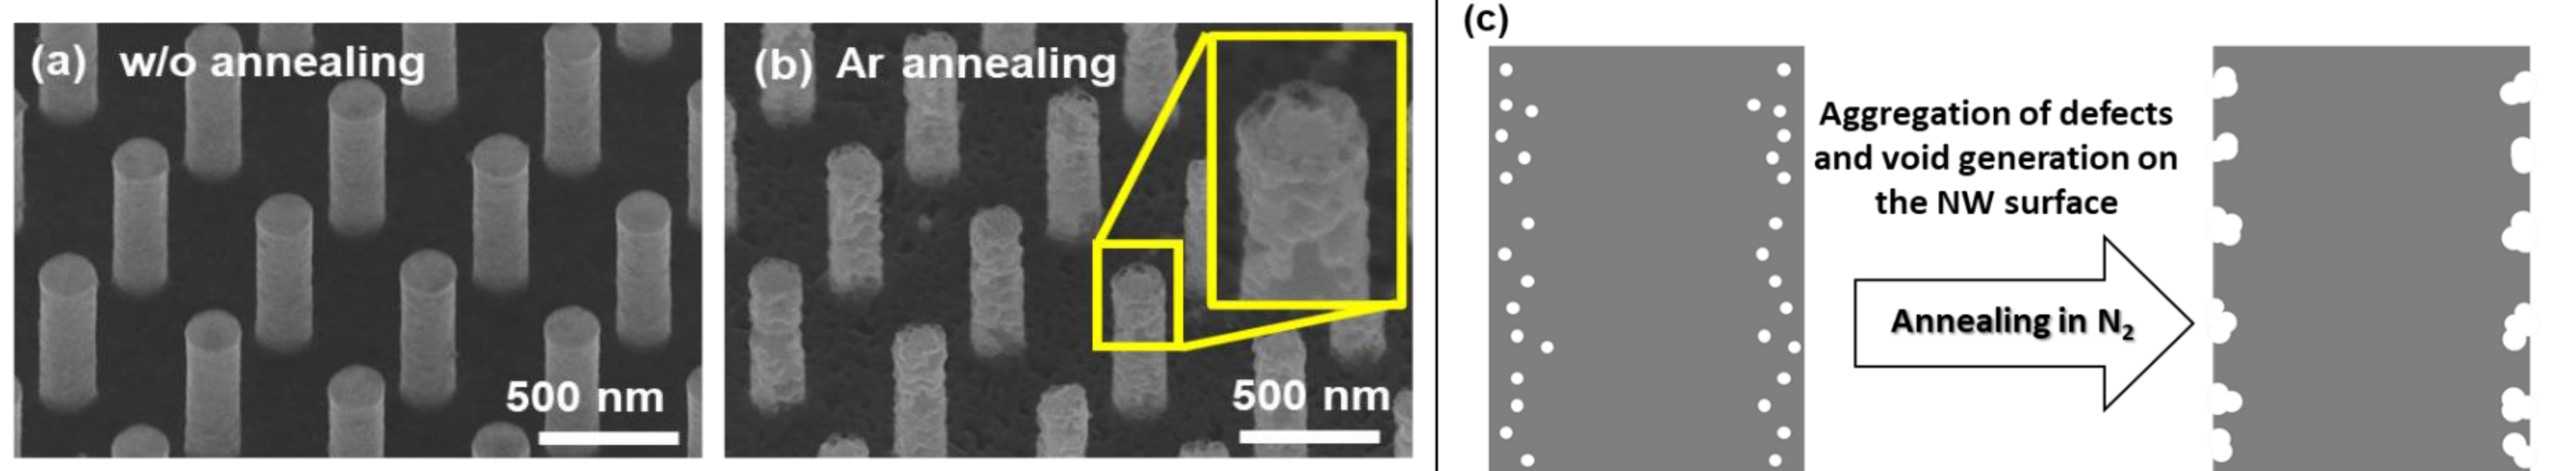 (a) w/o annealing
500 nm
(b) Ar annealing
500 nm
(c)
Aggregation of defects
and void generation on
the NW surface
Annealing in N₂